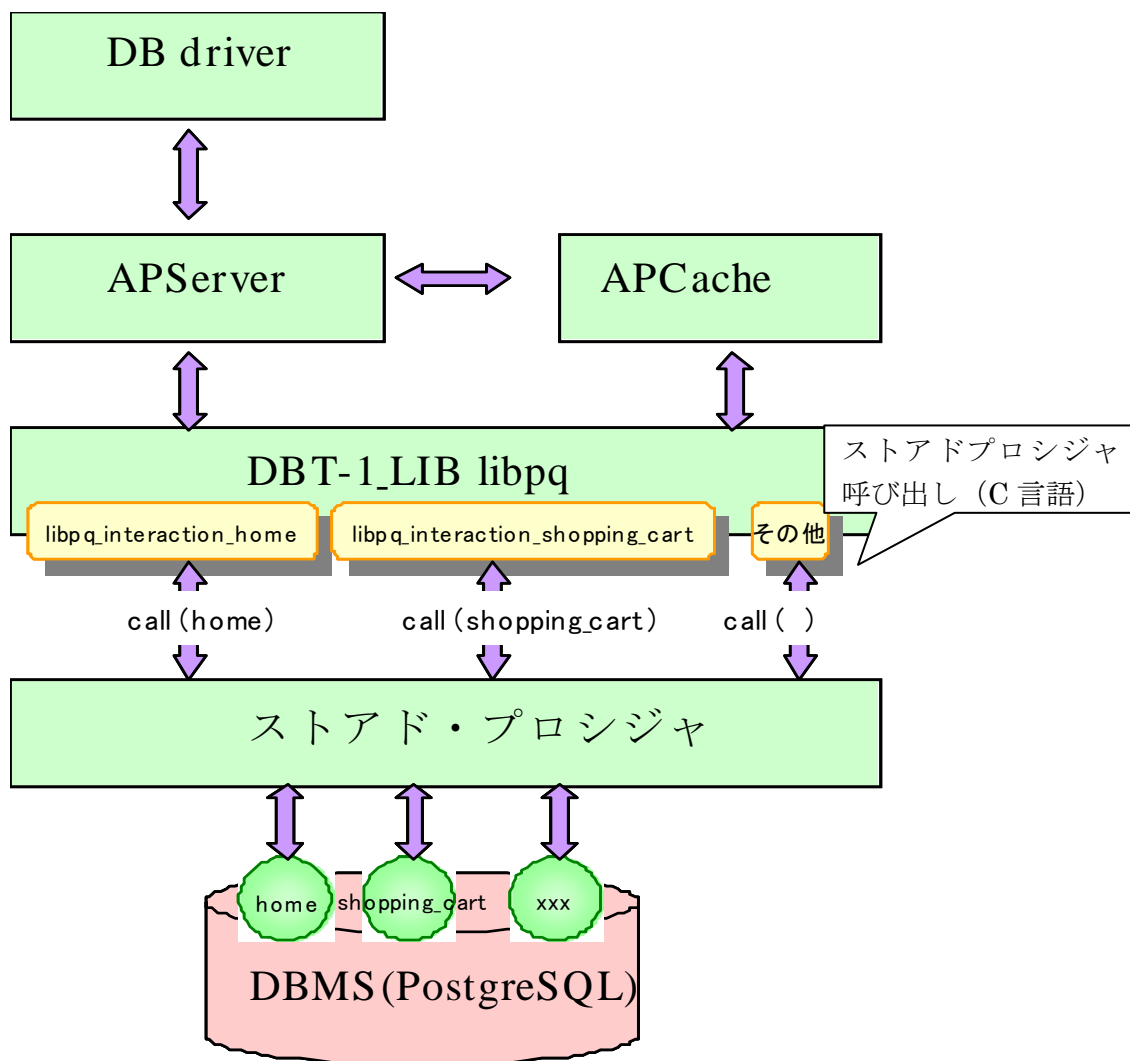 DB driver
APServer
APCache
DBT-1_LIB libpq
ストアドプロシジャ
呼び出し（C 言語）
libpq_interaction_home
libpq_interaction_shopping_cart
その他
call(home)
call(shopping_cart)
call( )
ストアド・プロシジャ
home
shopping_cart
xxx
DBMS(PostgreSQL)